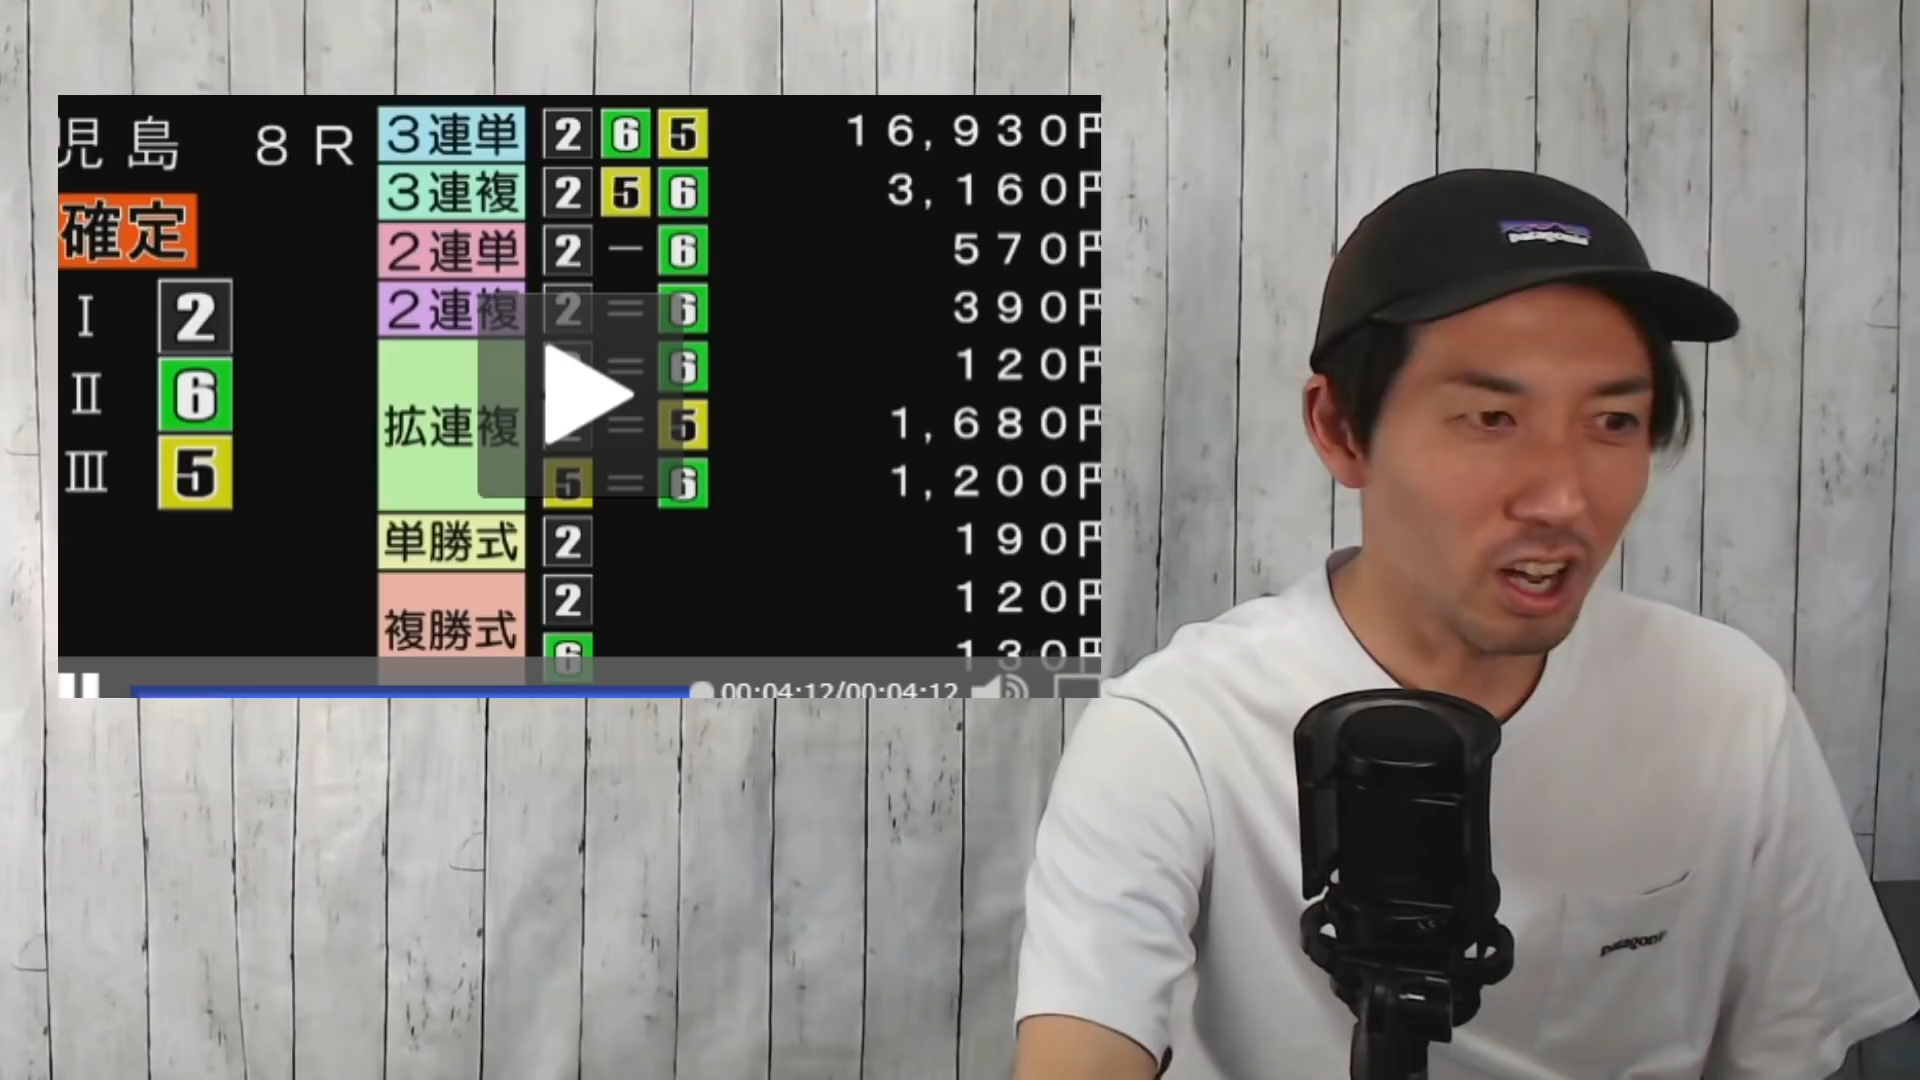 児島 8R
確定
Ⅰ 2
Ⅱ 6
Ⅲ 5
3連単 2 6 5 16,930円
3連複 2 5 6 3,160円
2連単 2－6 570円
2連複 2＝6 390円
拡連複
＝6 120円
＝5 1,680円
5＝6 1,200円
単勝式 2 190円
複勝式
2 120円
6 130円
00:04:12/00:04:12
patagonia
patagonia